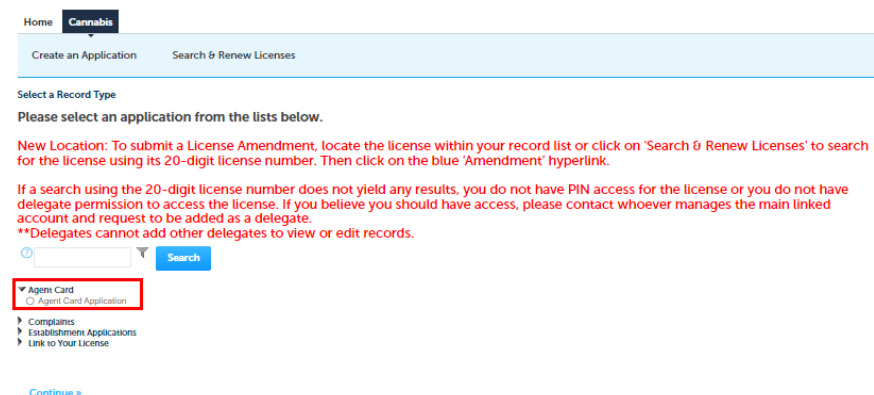 Home Cannabis
Create an Application Search & Renew Licenses
Select a Record Type
Please select an application from the lists below.
New Location: To submit a License Amendment, locate the license within your record list or click on 'Search & Renew Licenses' to search
for the license using its 20-digit license number. Then click on the blue 'Amendment' hyperlink.
If a search using the 20-digit license number does not yield any results, you do not have PIN access for the license or you do not have
delegate permission to access the license. If you believe you should have access, please contact whoever manages the main linked
account and request to be added as a delegate.
**Delegates cannot add other delegates to view or edit records.
Search
Agent Card
Agent Card Application
Complaints
Establishment Applications
Link to Your License
Continue »